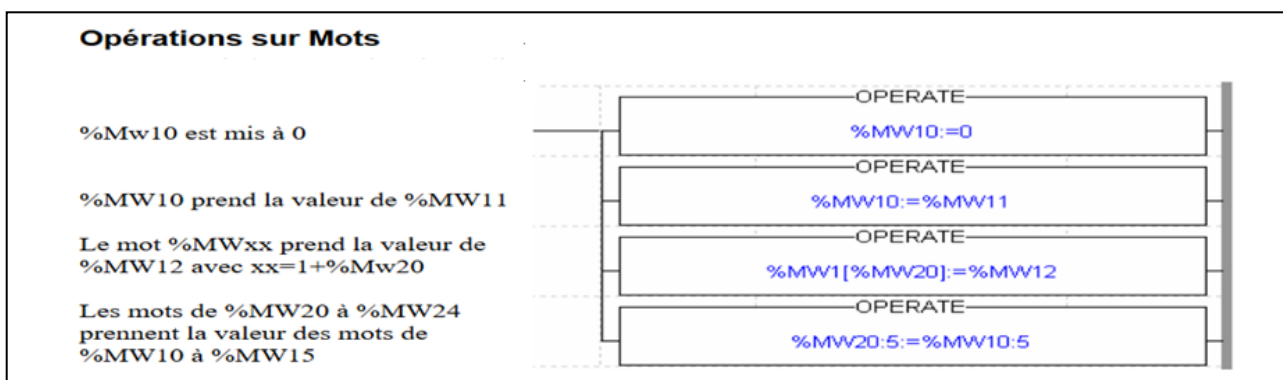 Opérations sur Mots
OPERATE
%Mw10 est mis à 0
%MW10:=0
OPERATE
%MW10 prend la valeur de %MW11
%MW10:=%MW11
OPERATE
Le mot %MWxx prend la valeur de
%MW12 avec xx=1+%Mw20
%MW1[%MW20]:=%MW12
OPERATE
Les mots de %MW20 à %MW24
prennent la valeur des mots de
%MW10 à %MW15
%MW20:5:=%MW10:5